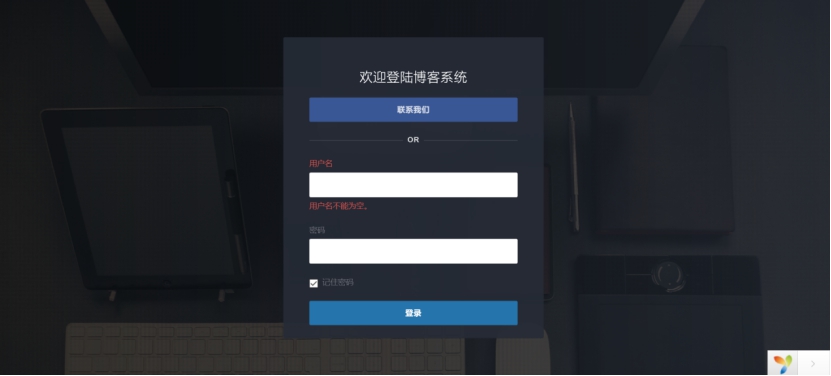 欢迎登陆博客系统
联系我们
OR
用户名
用户名不能为空。
密码
记住密码
登录